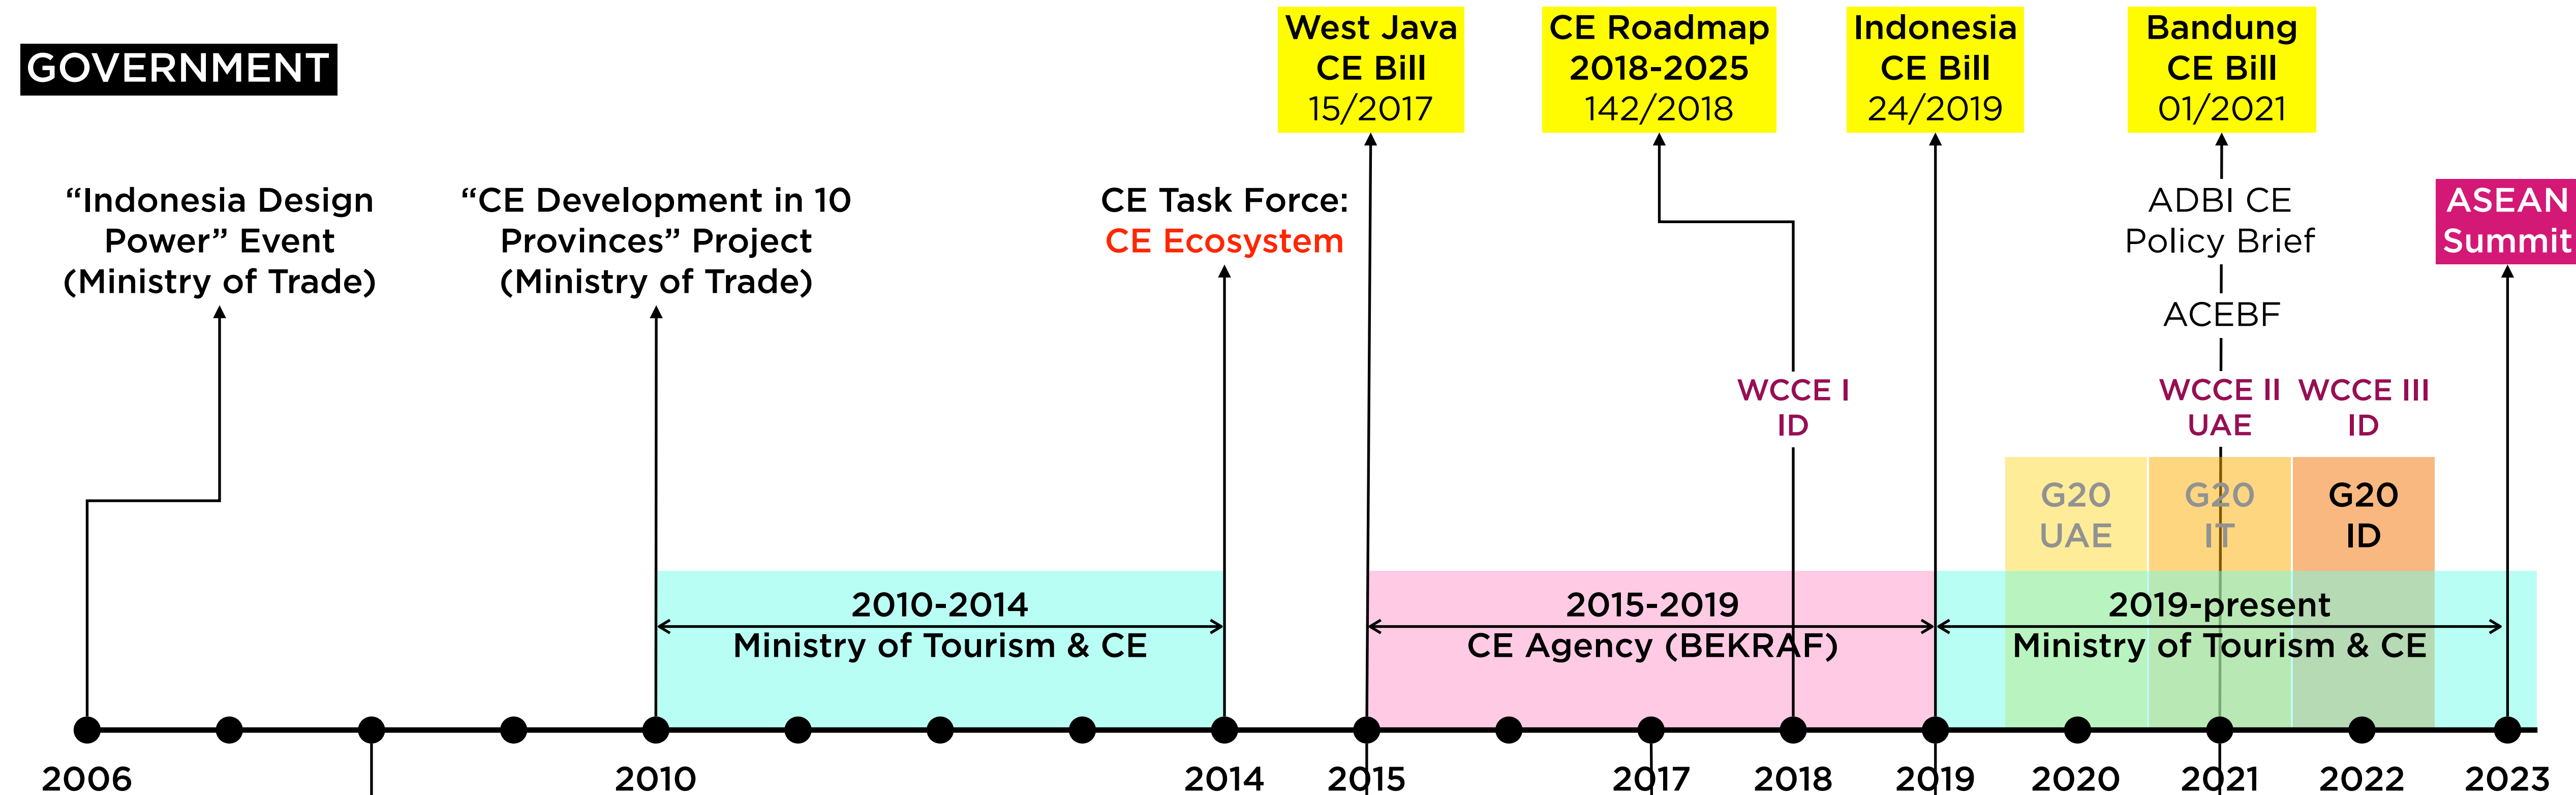 GOVERNMENT
West Java
CE Bill
15/2017
CE Roadmap
2018-2025
142/2018
Indonesia
CE Bill
24/2019
Bandung
CE Bill
01/2021
“Indonesia Design
Power” Event
(Ministry of Trade)
“CE Development in 10
Provinces” Project
(Ministry of Trade)
CE Task Force:
CE Ecosystem
ADBI CE
Policy Brief
ACEBF
ASEAN
Summit
WCCE I
ID
WCCE II
UAE
WCCE III
ID
G20
UAE
G20
IT
G20
ID
2010-2014
Ministry of Tourism & CE
2015-2019
CE Agency (BEKRAF)
2019-present
Ministry of Tourism & CE
2006
2010
2014
2015
2017
2018
2019
2020
2021
2022
2023